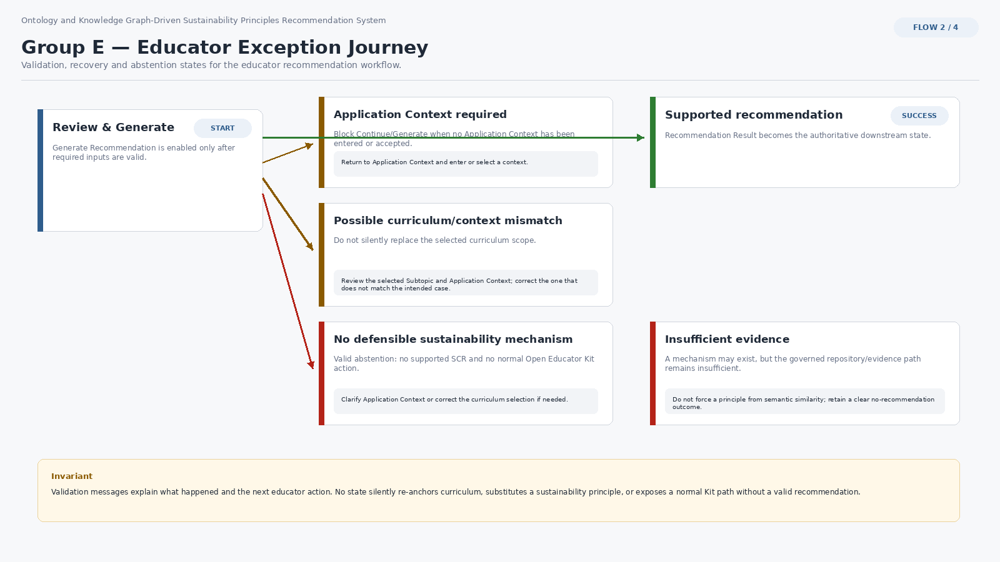 Ontology and Knowledge Graph-Driven Sustainability Principles Recommendation System
FLOW 2 / 4
Group E — Educator Exception Journey
Validation, recovery and abstention states for the educator recommendation workflow.
Review & Generate
START
Generate Recommendation is enabled only after
required inputs are valid.
Application Context required
Block Continue/Generate when no Application Context has been
entered or accepted.
Return to Application Context and enter or select a context.
Supported recommendation
SUCCESS
Recommendation Result becomes the authoritative downstream state.
Possible curriculum/context mismatch
Do not silently replace the selected curriculum scope.
Review the selected Subtopic and Application Context; correct the one that
does not match the intended case.
No defensible sustainability mechanism
Valid abstention: no supported SCR and no normal Open Educator Kit
action.
Clarify Application Context or correct the curriculum selection if needed.
Insufficient evidence
A mechanism may exist, but the governed repository/evidence path
remains insufficient.
Do not force a principle from semantic similarity; retain a clear no-recommendation
outcome.
Invariant
Validation messages explain what happened and the next educator action. No state silently re-anchors curriculum, substitutes a sustainability principle, or exposes a normal Kit path without a valid recommendation.